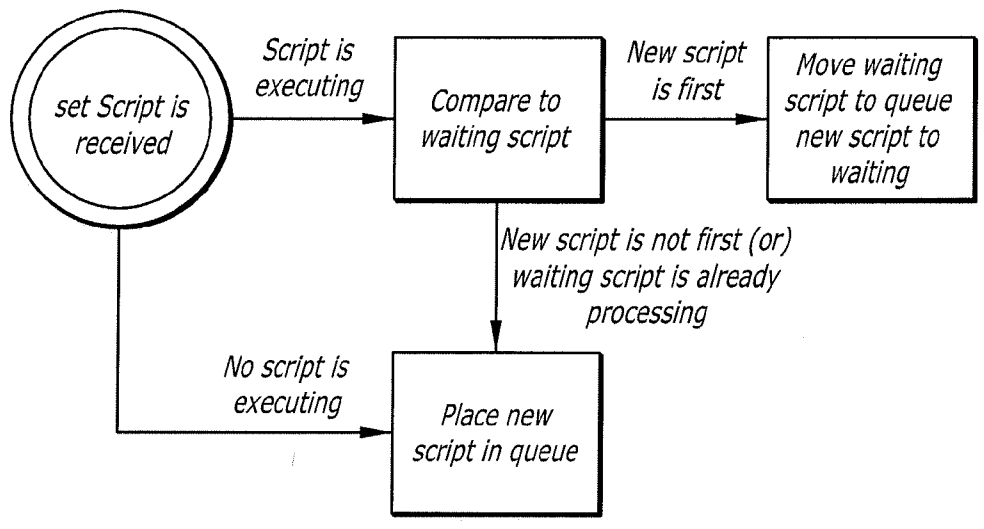 set Script is
received
Script is
executing
Compare to
waiting script
New script
is first
Move waiting
script to queue
new script to
waiting
New script is not first (or)
waiting script is already
processing
No script is
executing
Place new
script in queue